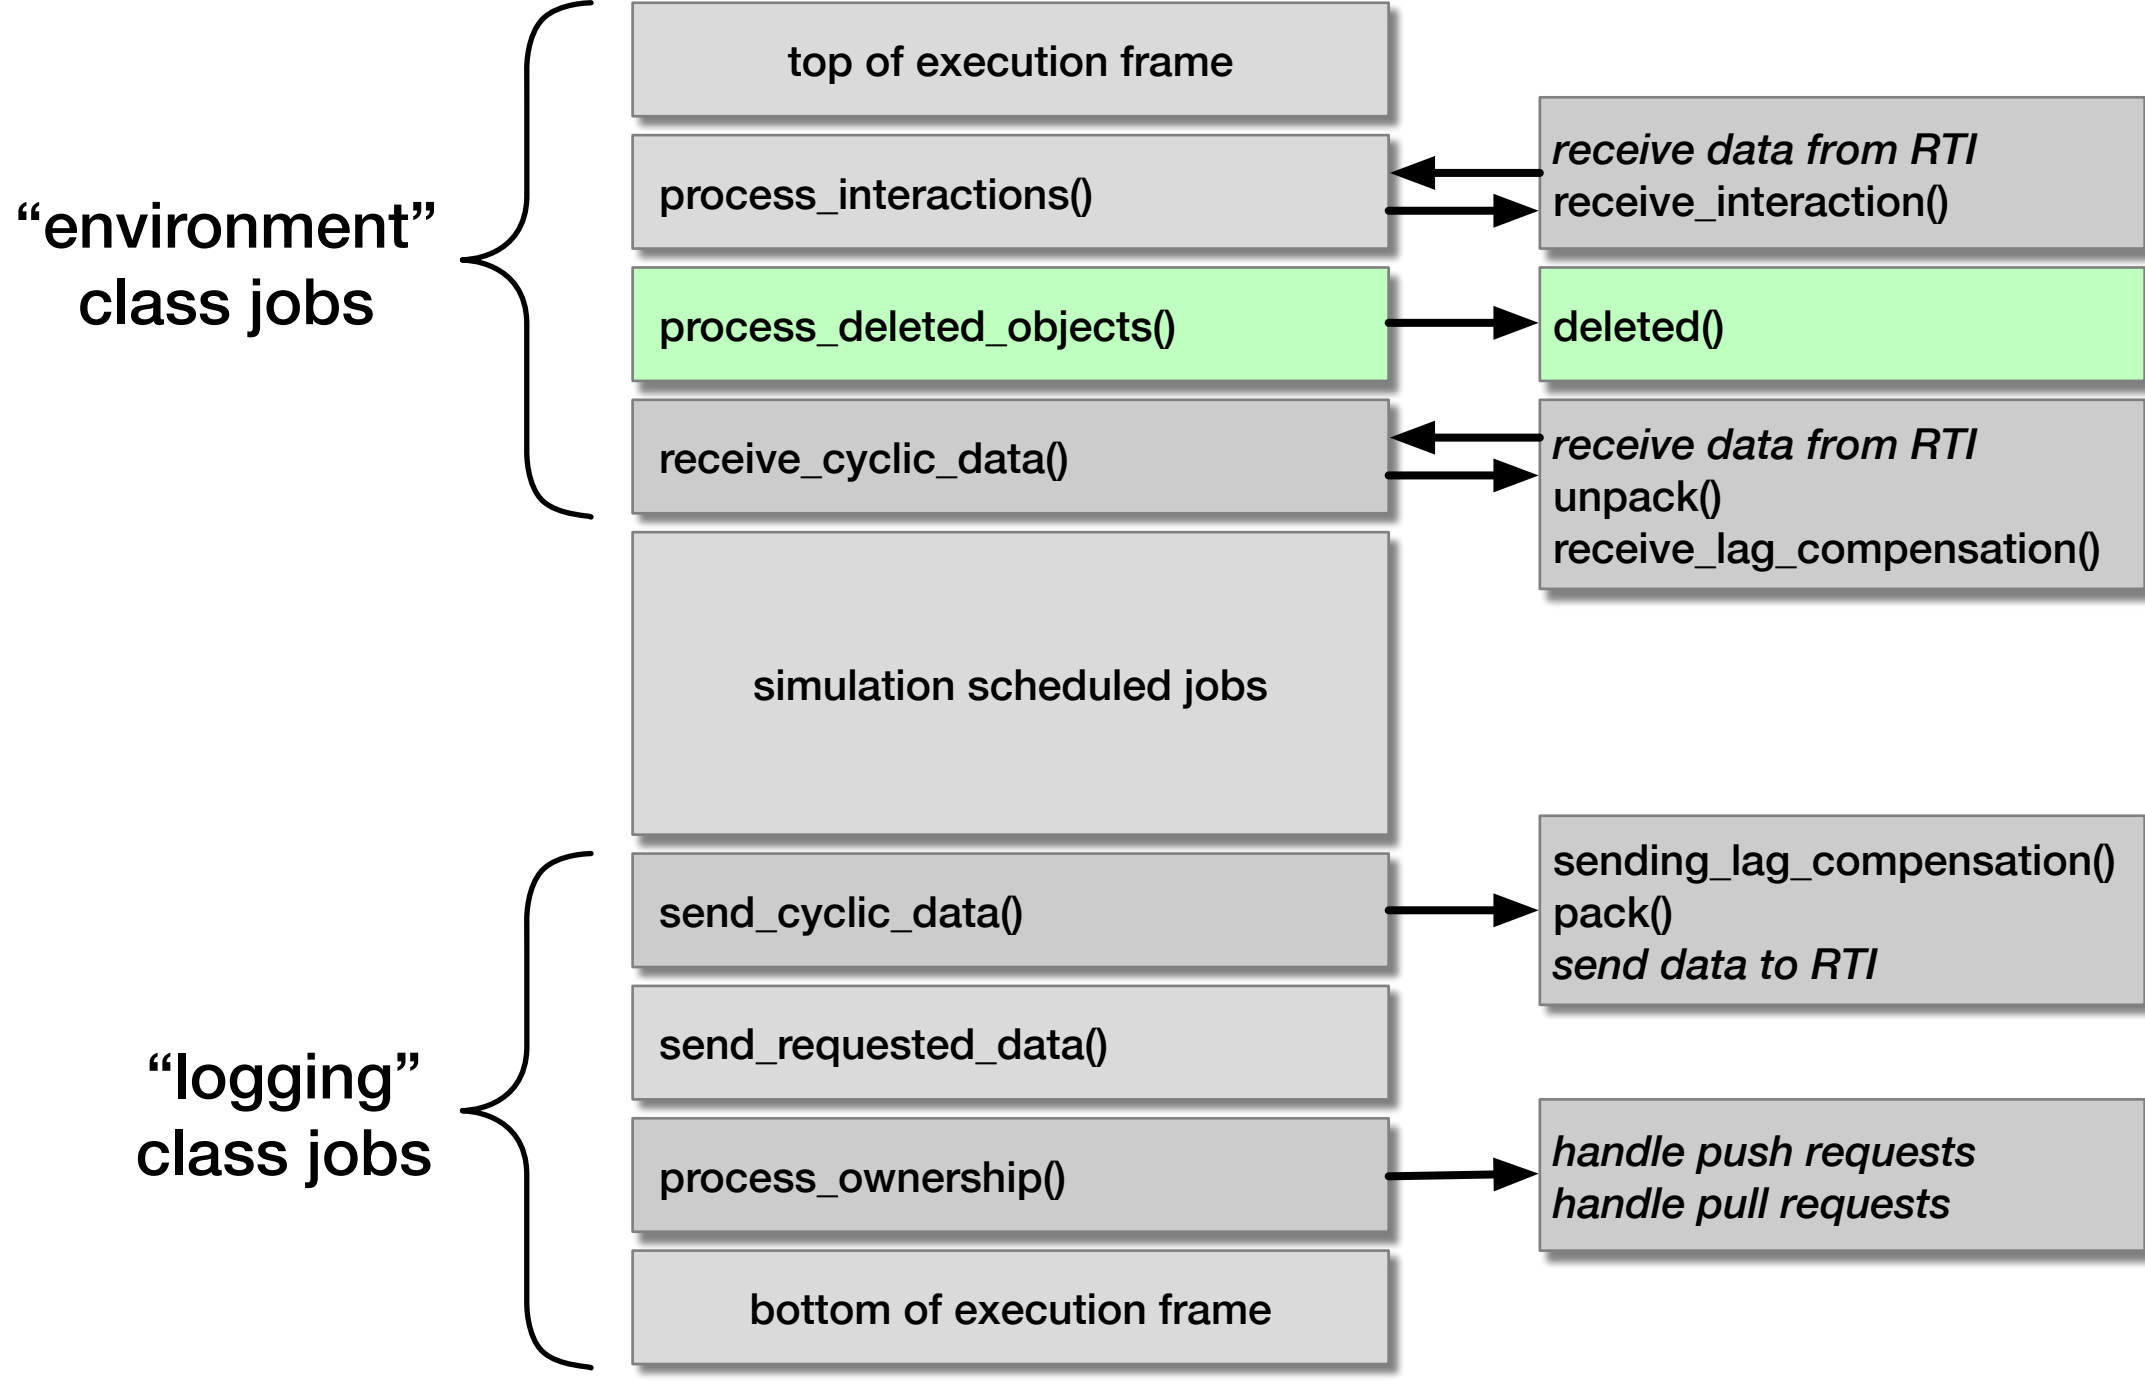 top of execution frame
“environment”
class jobs
process_interactions()
receive data from RTI
receive_interaction()
process_deleted_objects()
deleted()
receive_cyclic_data()
receive data from RTI
unpack()
receive_lag_compensation()
simulation scheduled jobs
“logging”
class jobs
send_cyclic_data()
sending_lag_compensation()
pack()
send data to RTI
send_requested_data()
process_ownership()
handle push requests
handle pull requests
bottom of execution frame